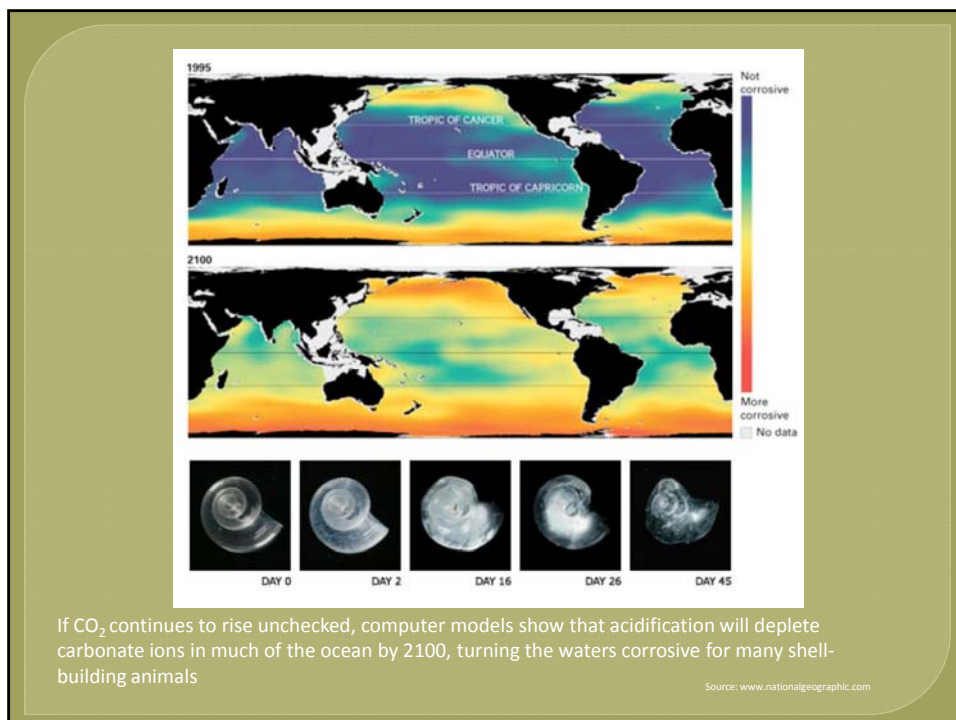 1995
Not
corrosive
TROPIC OF CANCER
EQUATOR
TROPIC OF CAPRICORN
2100
More
corrosive
No data
DAY 0
DAY 2
DAY 16
DAY 26
DAY 45
If CO₂ continues to rise unchecked, computer models show that acidification will deplete
carbonate ions in much of the ocean by 2100, turning the waters corrosive for many shell-
building animals
Source: www.nationalgeographic.com